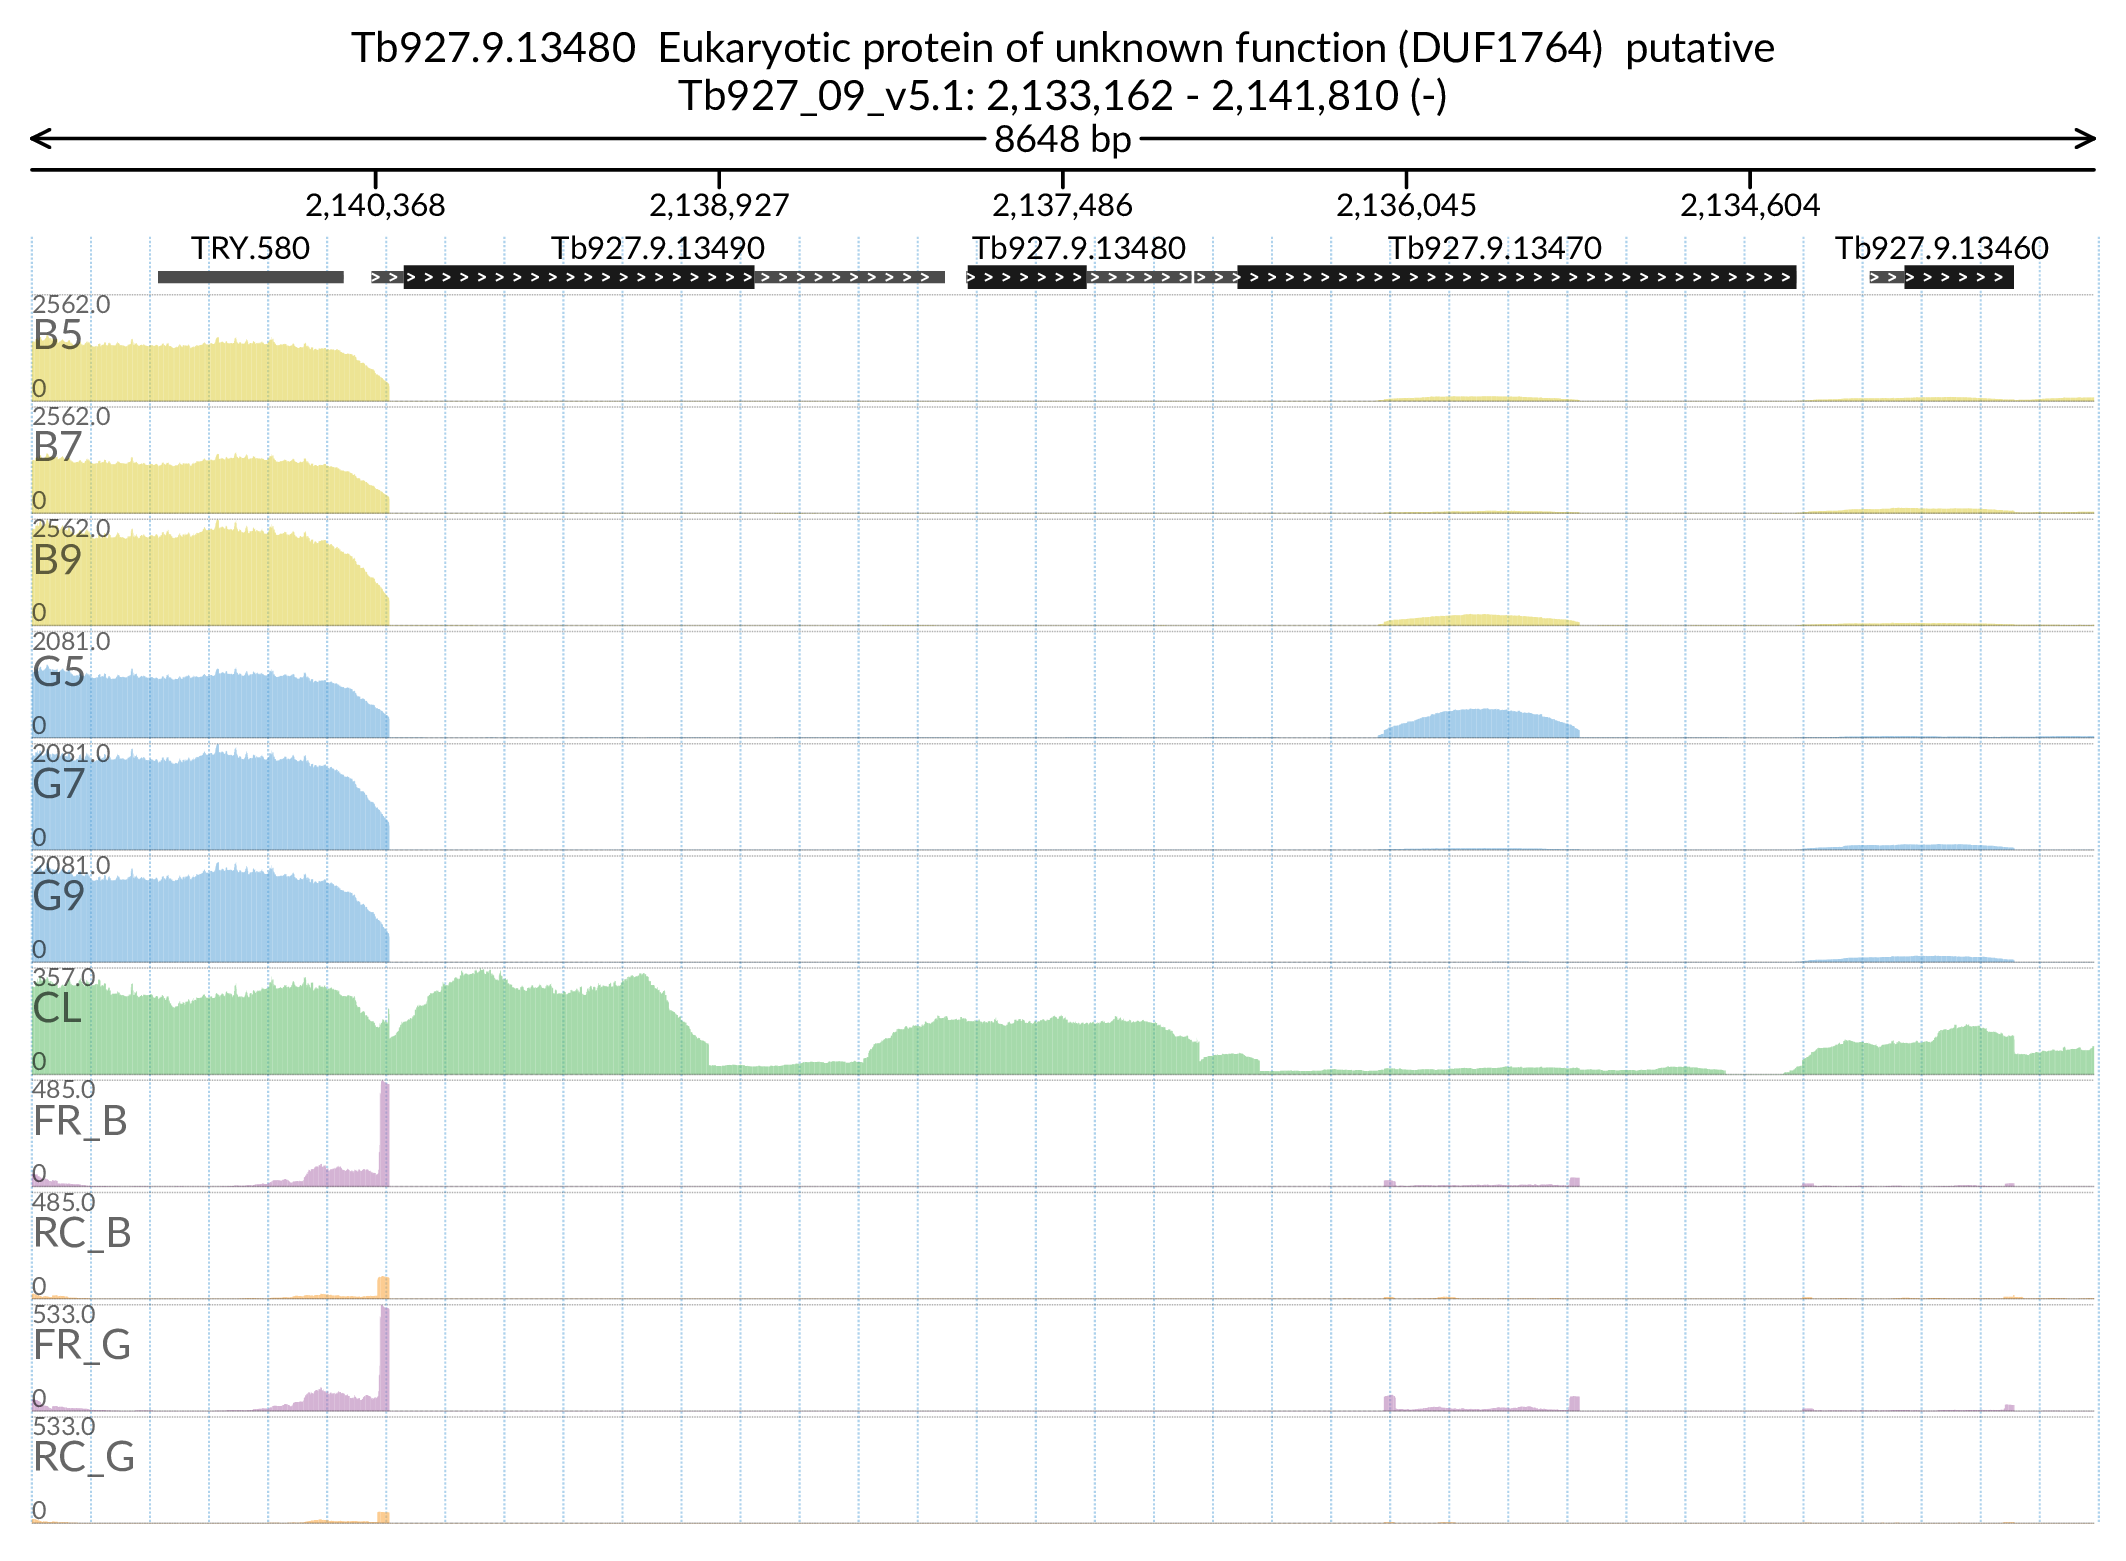 Tb927.9.13480  Eukaryotic protein of unknown function (DUF1764)  putative
Tb927_09_v5.1: 2,133,162 - 2,141,810 (-)
8648 bp
2,140,368 2,138,927 2,137,486 2,136,045 2,134,604
TRY.580 Tb927.9.13490 Tb927.9.13480 Tb927.9.13470 Tb927.9.13460
2562.0
B5
0
2562.0
B7
0
2562.0
B9
0
2081.0
G5
0
2081.0
G7
0
2081.0
G9
0
357.0
CL
0
485.0
FR_B
0
485.0
RC_B
0
533.0
FR_G
0
533.0
RC_G
0